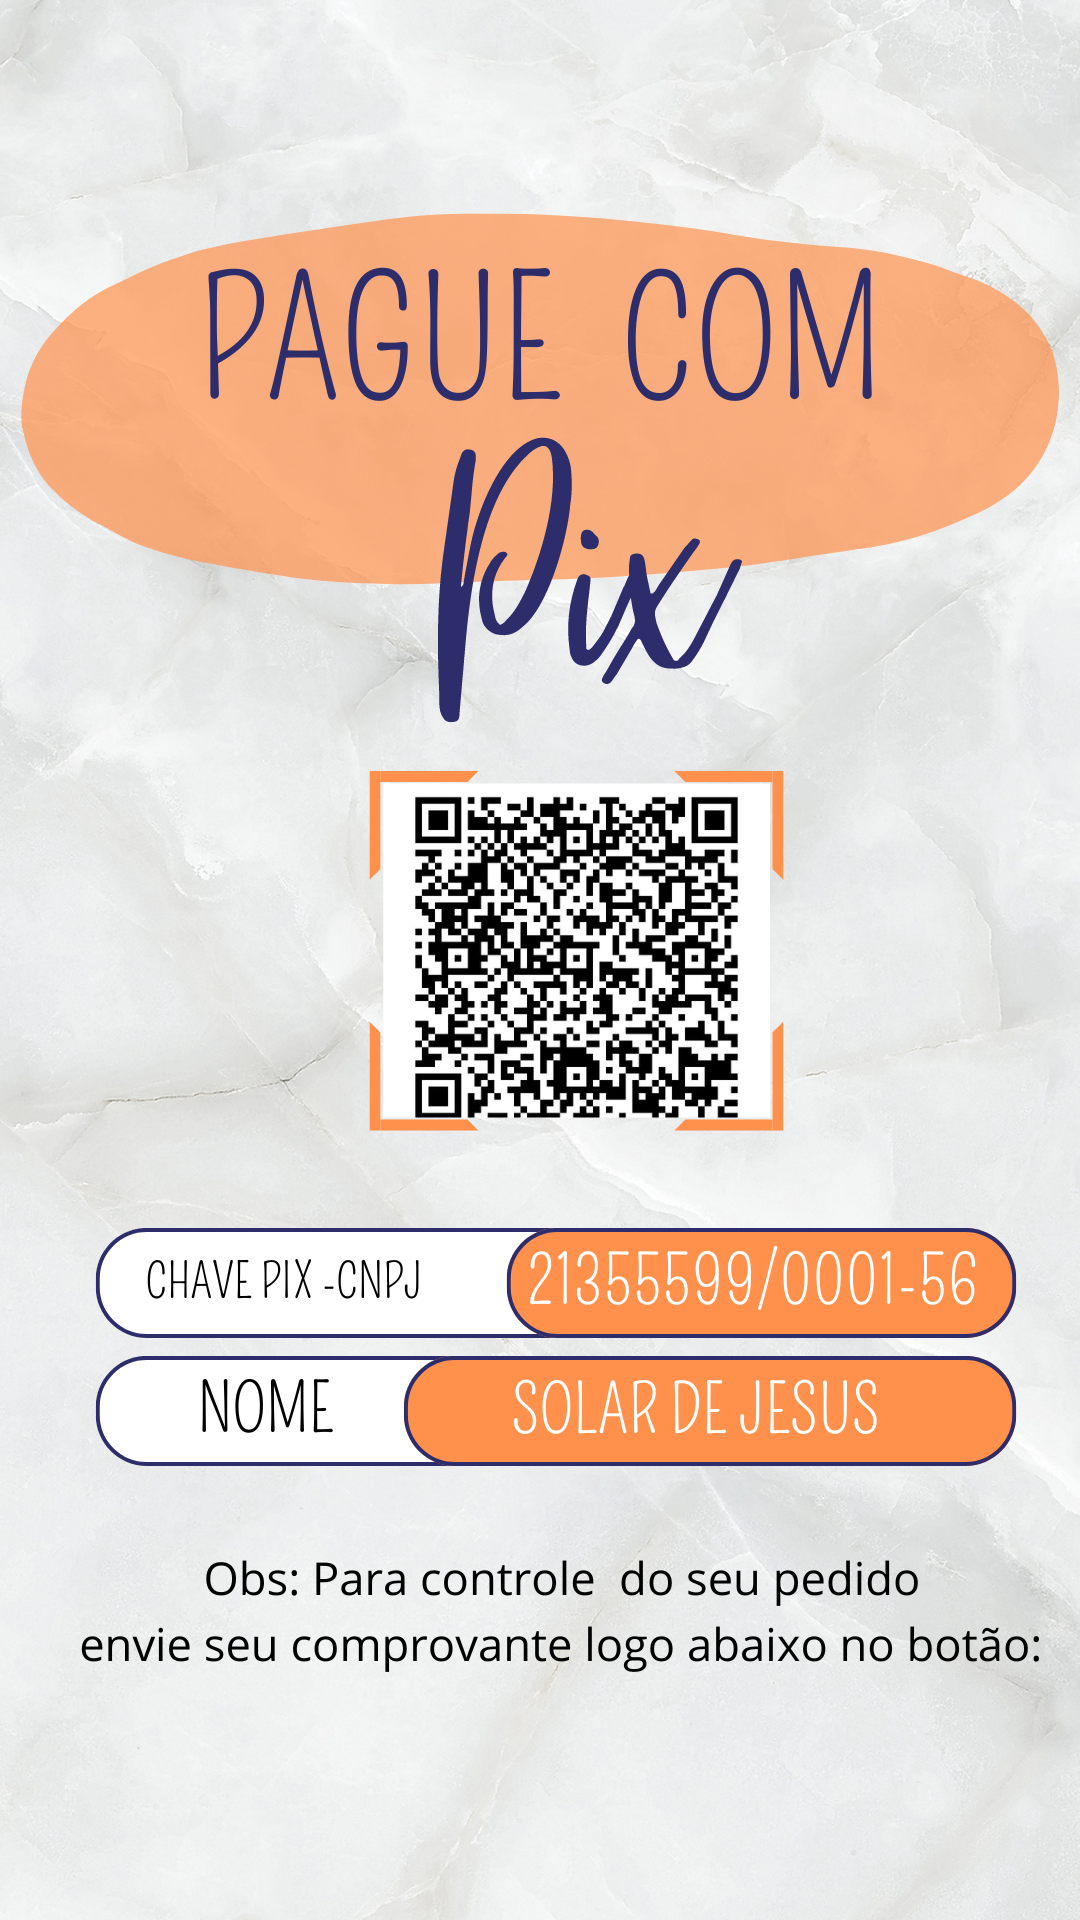 PAGUE COM
Pix
CHAVE PIX -CNPJ
21355599/0001-56
NOME
SOLAR DE JESUS
Obs: Para controle  do seu pedido
envie seu comprovante logo abaixo no botão: